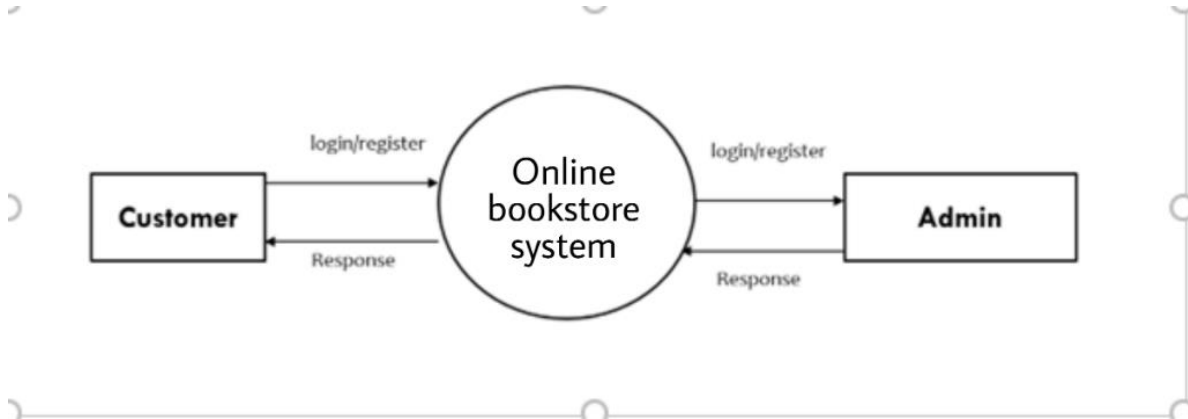 login/register
login/register
Online
bookstore
system
Customer
Admin
Response
Response